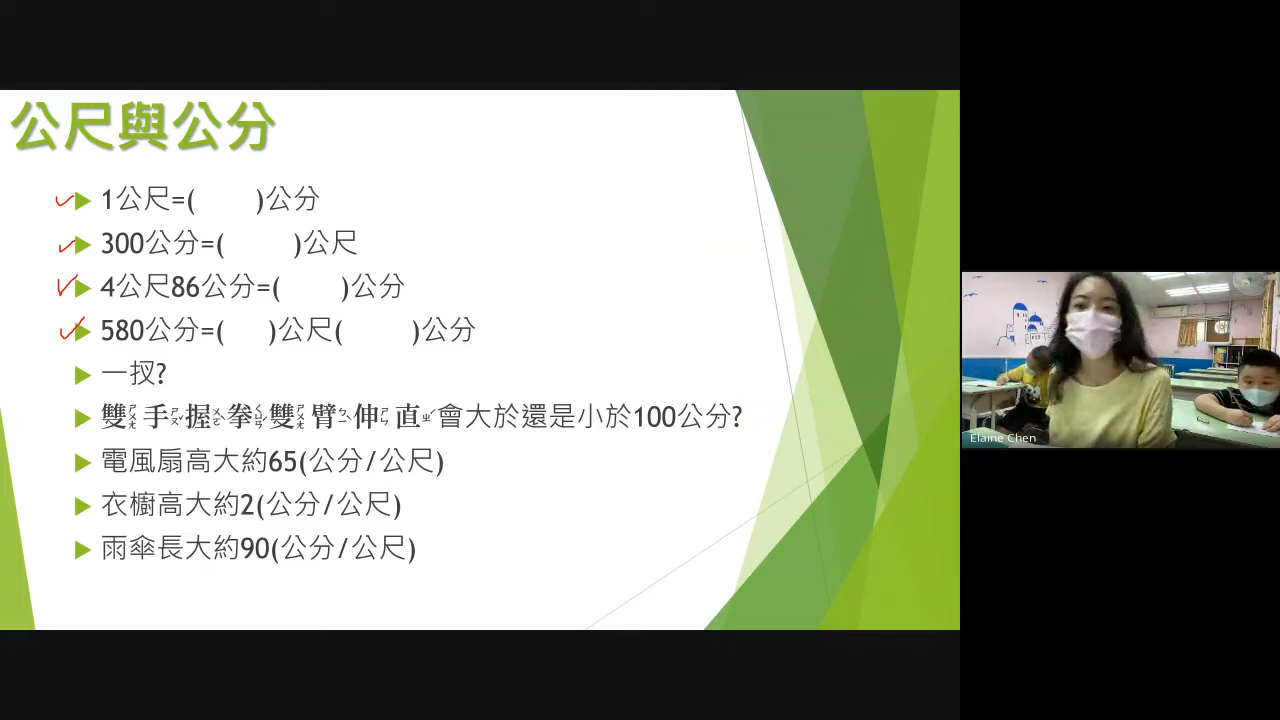 公尺與公分
1公尺=( )公分
300公分=( )公尺
4公尺86公分=( )公分
580公分=( )公尺( )公分
一扠?
雙手握拳雙臂伸直會大於還是小於100公分?
電風扇高大約65(公分/公尺)
衣櫥高大約2(公分/公尺)
雨傘長大約90(公分/公尺)
Elaine Chen